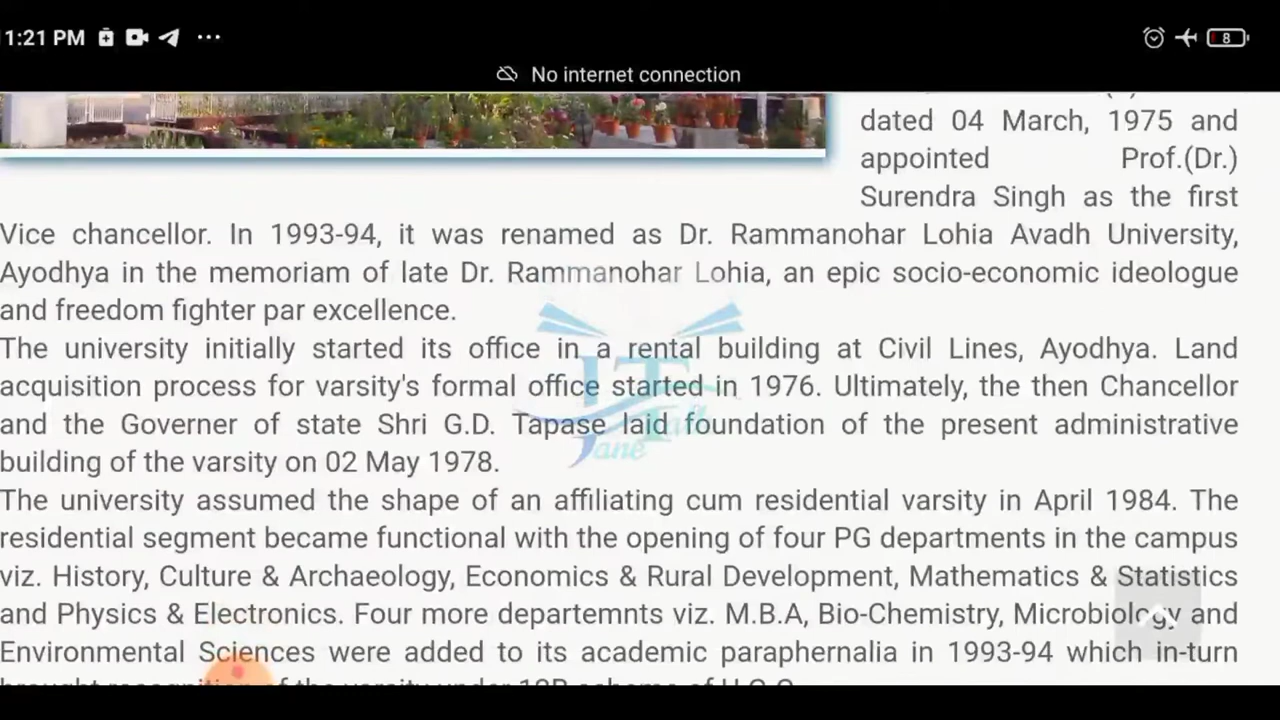 1:21 PM
8
No internet connection
dated 04 March, 1975 and
appointed Prof.(Dr.)
Surendra Singh as the first
Vice chancellor. In 1993-94, it was renamed as Dr. Rammanohar Lohia Avadh University,
Ayodhya in the memoriam of late Dr. Rammanohar Lohia, an epic socio-economic ideologue
and freedom fighter par excellence.
The university initially started its office in a rental building at Civil Lines, Ayodhya. Land
acquisition process for varsity's formal office started in 1976. Ultimately, the then Chancellor
and the Governer of state Shri G.D. Tapase laid foundation of the present administrative
building of the varsity on 02 May 1978.
The university assumed the shape of an affiliating cum residential varsity in April 1984. The
residential segment became functional with the opening of four PG departments in the campus
viz. History, Culture & Archaeology, Economics & Rural Development, Mathematics & Statistics
and Physics & Electronics. Four more departemnts viz. M.B.A, Bio-Chemistry, Microbiology and
Environmental Sciences were added to its academic paraphernalia in 1993-94 which in-turn
of the varsity under